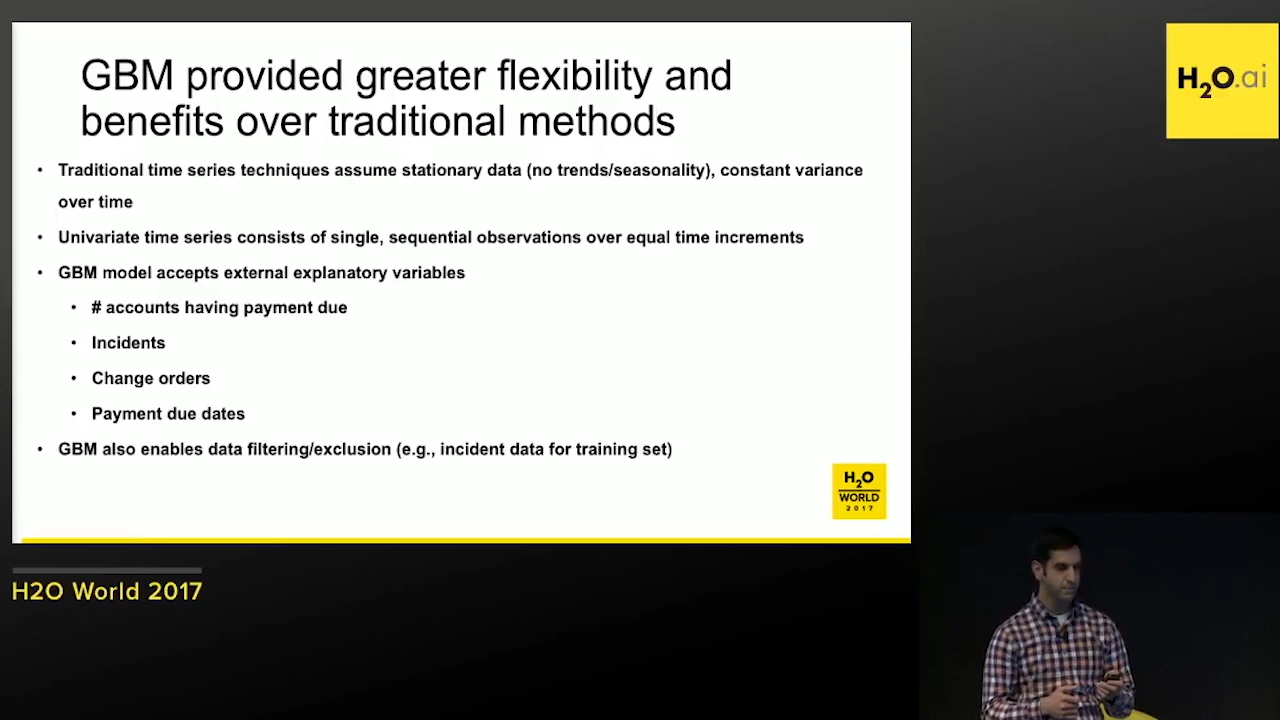 GBM provided greater flexibility and
benefits over traditional methods
• Traditional time series techniques assume stationary data (no trends/seasonality), constant variance
over time
• Univariate time series consists of single, sequential observations over equal time increments
• GBM model accepts external explanatory variables
• # accounts having payment due
• Incidents
• Change orders
• Payment due dates
• GBM also enables data filtering/exclusion (e.g., incident data for training set)
H2O
WORLD
2017
H2O.ai
H2O World 2017